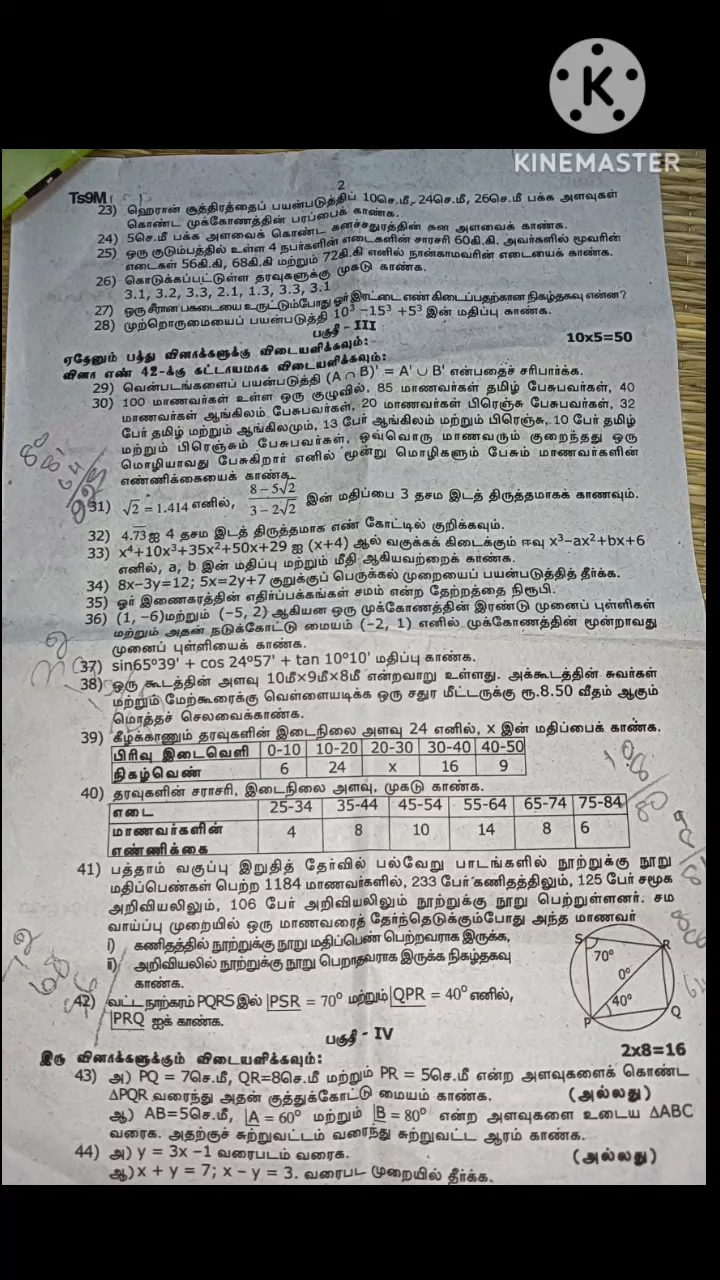 K
KINEMASTER
2
Ts9M
23) ஹெரான் சூத்திரத்தைப் பயன்படுத்திப் 10செ.மீ, 24செ.மீ, 26செ.மீ பக்க அளவுகள்
கொண்ட முக்கோணத்தின் பரப்பைக் காண்க.
24) 5செ.மீ பக்க அளவைக் கொண்ட கனச்சதுரத்தின் கன அளவைக் காண்க.
25) ஒரு குடும்பத்தில் உள்ள 4 நபர்களின் எடைகளின் சராசரி 60கி.கி. அவர்களில் மூவரின்
எடைகள் 56கி.கி, 68கி.கி மற்றும் 72கி.கி எனில் நான்காமவரின் எடையைக் காண்க.
26) கொடுக்கப்பட்டுள்ள தரவுகளுக்கு முகடு காண்க.
3.1, 3.2, 3.3, 2.1, 1.3, 3.3, 3.1
27) ஒரு சீரான பகடையை உருட்டும்போது ஓர் இரட்டை எண் கிடைப்பதற்கான நிகழ்தகவு என்ன?
28) முற்றொருமையைப் பயன்படுத்தி 10³ −15³ +5³ இன் மதிப்பு காண்க.
பகுதி - III
ஏதேனும் பத்து வினாக்களுக்கு விடையளிக்கவும்:
10x5=50
வினா எண் 42-க்கு கட்டாயமாக விடையளிக்கவும்:
29) வென்படங்களைப் பயன்படுத்தி (A ∩ B)' = A' ∪ B' என்பதைச் சரிபார்க்க.
30) 100 மாணவர்கள் உள்ள ஒரு குழுவில், 85 மாணவர்கள் தமிழ் பேசுபவர்கள், 40
மாணவர்கள் ஆங்கிலம் பேசுபவர்கள், 20 மாணவர்கள் பிரெஞ்சு பேசுபவர்கள், 32
பேர் தமிழ் மற்றும் ஆங்கிலமும், 13 பேர் ஆங்கிலம் மற்றும் பிரெஞ்சு, 10 பேர் தமிழ்
மற்றும் பிரெஞ்சும் பேசுபவர்கள், ஒவ்வொரு மாணவரும் குறைந்தது ஒரு
மொழியாவது பேசுகிறார் எனில் மூன்று மொழிகளும் பேசும் மாணவர்களின்
எண்ணிக்கையைக் காண்க.
31) √2 = 1.414 எனில், (8−5√2)/(3−2√2) இன் மதிப்பை 3 தசம இடத் திருத்தமாகக் காணவும்.
32) 4.7̅3̅ ஐ 4 தசம இடத் திருத்தமாக எண் கோட்டில் குறிக்கவும்.
33) x⁴+10x³+35x²+50x+29 ஐ (x+4) ஆல் வகுக்கக் கிடைக்கும் ஈவு x³−ax²+bx+6
எனில், a, b இன் மதிப்பு மற்றும் மீதி ஆகியவற்றைக் காண்க.
34) 8x−3y=12; 5x=2y+7 குறுக்குப் பெருக்கல் முறையைப் பயன்படுத்தித் தீர்க்க.
35) ஓர் இணைகரத்தின் எதிர்ப்பக்கங்கள் சமம் என்ற தேற்றத்தை நிரூபி.
36) (1, −6)மற்றும் (−5, 2) ஆகியன ஒரு முக்கோணத்தின் இரண்டு முனைப் புள்ளிகள்
மற்றும் அதன் நடுக்கோட்டு மையம் (−2, 1) எனில் முக்கோணத்தின் மூன்றாவது
முனைப் புள்ளியைக் காண்க.
37) sin65°39' + cos 24°57' + tan 10°10' மதிப்பு காண்க.
38) ஒரு கூடத்தின் அளவு 10மீ×9மீ×8மீ என்றவாறு உள்ளது. அக்கூடத்தின் சுவர்கள்
மற்றும் மேற்கூரைக்கு வெள்ளையடிக்க ஒரு சதுர மீட்டருக்கு ரூ.8.50 வீதம் ஆகும்
மொத்தச் செலவைக்காண்க.
39) கீழ்க்காணும் தரவுகளின் இடைநிலை அளவு 24 எனில், x இன் மதிப்பைக் காண்க.
பிரிவு இடைவெளி 0-10 10-20 20-30 30-40 40-50
நிகழ்வெண் 6 24 x 16 9
40) தரவுகளின் சராசரி, இடைநிலை அளவு, முகடு காண்க.
எடை 25-34 35-44 45-54 55-64 65-74 75-84
மாணவர்களின் 4 8 10 14 8 6
எண்ணிக்கை
41) பத்தாம் வகுப்பு இறுதித் தேர்வில் பல்வேறு பாடங்களில் நூற்றுக்கு நூறு
மதிப்பெண்கள் பெற்ற 1184 மாணவர்களில், 233 பேர் கணிதத்திலும், 125 பேர் சமூக
அறிவியலிலும், 106 பேர் அறிவியலிலும் நூற்றுக்கு நூறு பெற்றுள்ளனர். சம
வாய்ப்பு முறையில் ஒரு மாணவரைத் தேர்ந்தெடுக்கும்போது அந்த மாணவர்
i) கணிதத்தில் நூற்றுக்கு நூறு மதிப்பெண் பெற்றவராக இருக்க,
ii) அறிவியலில் நூற்றுக்கு நூறு பெறாதவராக இருக்க நிகழ்தகவு
காண்க.
S R 70° 0° 40° P Q
42) வட்ட நாற்கரம் PQRS இல் ∠PSR = 70° மற்றும் ∠QPR = 40° எனில்,
∠PRQ ஐக் காண்க.
பகுதி - IV
இரு வினாக்களுக்கும் விடையளிக்கவும்:
2x8=16
43) அ) PQ = 7செ.மீ, QR=8செ.மீ மற்றும் PR = 5செ.மீ என்ற அளவுகளைக் கொண்ட
ΔPQR வரைந்து அதன் குத்துக்கோட்டு மையம் காண்க. (அல்லது)
ஆ) AB=5செ.மீ, ∠A = 60° மற்றும் ∠B = 80° என்ற அளவுகளை உடைய ΔABC
வரைக. அதற்குச் சுற்றுவட்டம் வரைந்து சுற்றுவட்ட ஆரம் காண்க.
44) அ) y = 3x −1 வரைபடம் வரைக. (அல்லது)
ஆ) x + y = 7; x − y = 3. வரைபட முறையில் தீர்க்க.